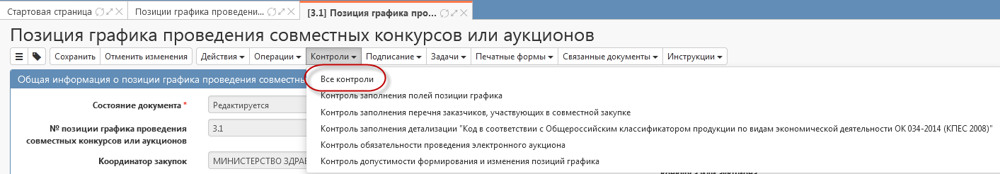 Стартовая страница
Позиции графика проведени...
[3.1] Позиция графика про...
Позиция графика проведения совместных конкурсов или аукционов
Сохранить Отменить изменения Действия Операции Контроли Подписание Задачи Печатные формы Связанные документы Инструкции
Общая информация о позиции графика проведения
Все контроли
Контроль заполнения полей позиции графика
Состояние документа * Редактируется
Контроль заполнения перечня заказчиков, участвующих в совместной закупке
№ позиции графика проведения
совместных конкурсов или аукционов
3.1
Контроль заполнения детализации "Код в соответствии с Общероссийским классификатором продукции по видам экономической деятельности ОК 034-2014 (КПЕС 2008)"
Контроль обязательности проведения электронного аукциона
Координатор закупок МИНИСТЕРСТВО
Контроль допустимости формирования и изменения позиций графика